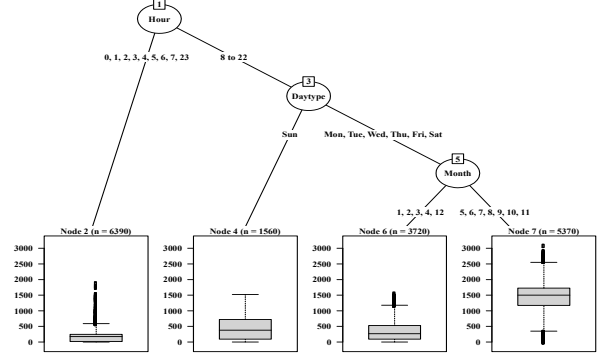 1
Hour
0, 1, 2, 3, 4, 5, 6, 7, 23
8 to 22
3
Daytype
Sun
Mon, Tue, Wed, Thu, Fri, Sat
5
Month
1, 2, 3, 4, 12
5, 6, 7, 8, 9, 10, 11
Node 2 (n = 6390)
Node 4 (n = 1560)
Node 6 (n = 3720)
Node 7 (n = 5370)
3000
2500
2000
1500
1000
500
0
3000
2500
2000
1500
1000
500
0
3000
2500
2000
1500
1000
500
0
3000
2500
2000
1500
1000
500
0